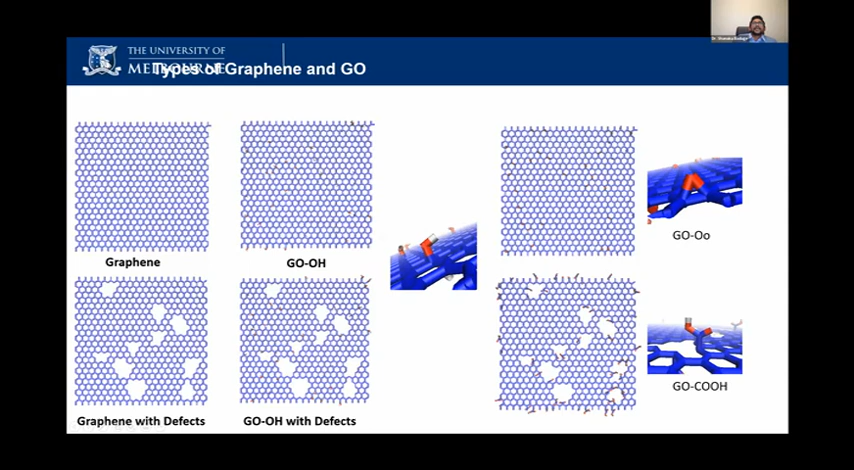 THE UNIVERSITY OF
MELBOURNE
Types of Graphene and GO
Graphene
GO-OH
GO-Oo
GO-COOH
Graphene with Defects
GO-OH with Defects